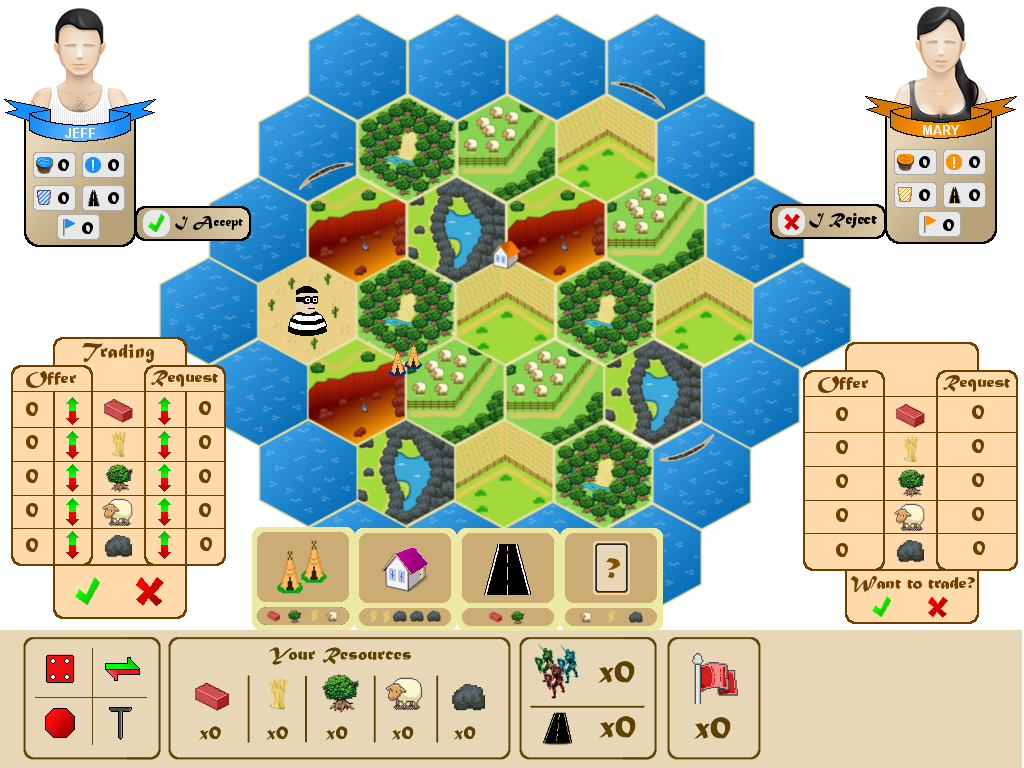 JEFF
MARY
0 0
0 0
0
0 0
0 0
0
I Accept
I Reject
Trading
Offer Request
0 0
0 0
0 0
0 0
0 0
Offer Request
0 0
0 0
0 0
0 0
0 0
Want to trade?
?
Your Resources
x0 x0 x0 x0 x0
x0
x0
x0